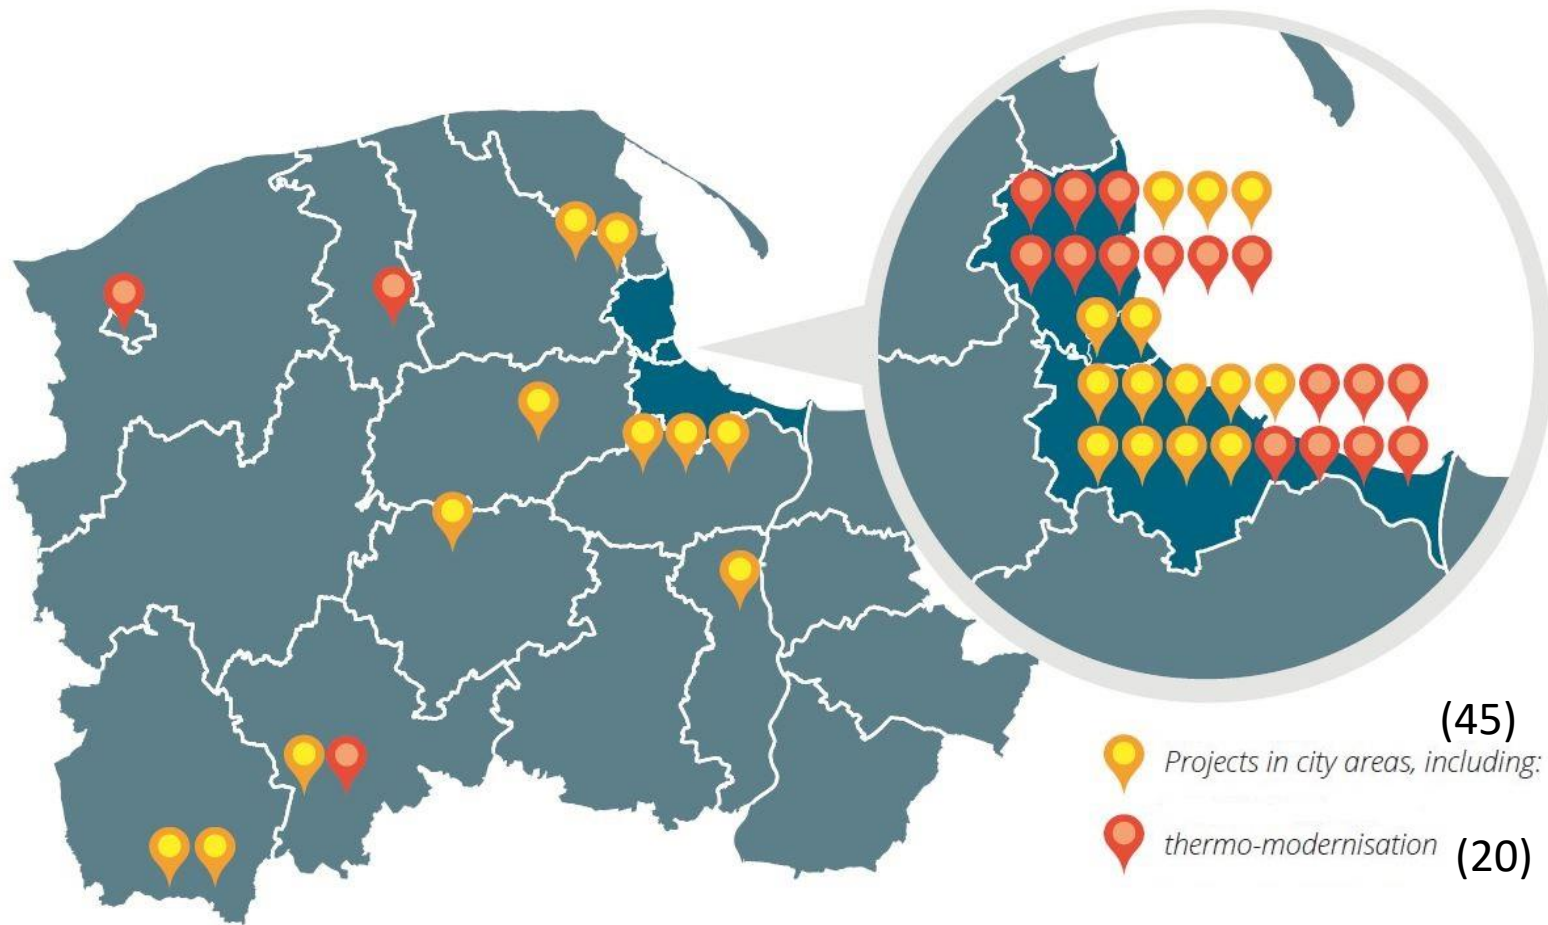 (45)
Projects in city areas, including:
thermo-modernisation (20)